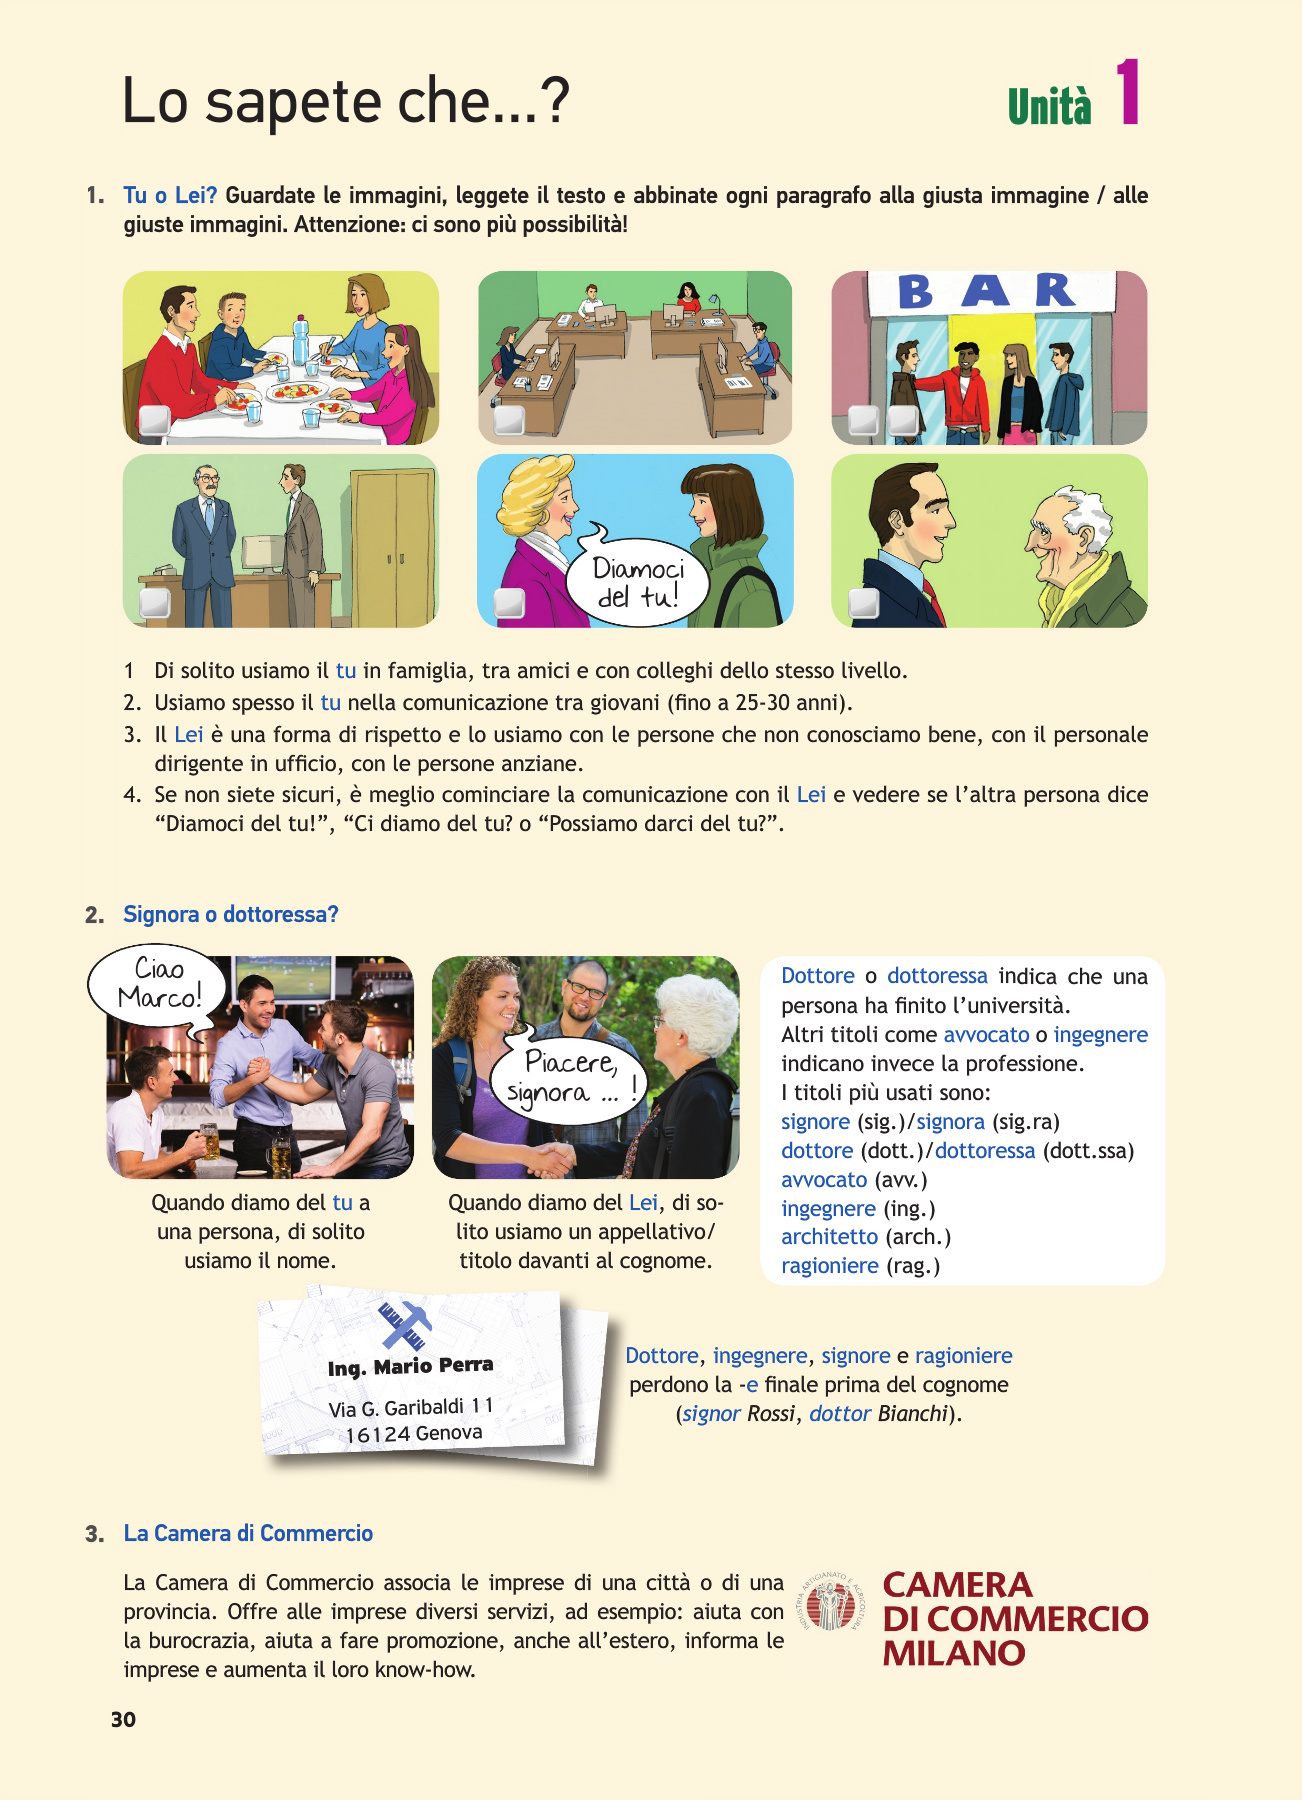 Lo sapete che...?
Unità 1
1. Tu o Lei? Guardate le immagini, leggete il testo e abbinate ogni paragrafo alla giusta immagine / alle
giuste immagini. Attenzione: ci sono più possibilità!
BAR
Diamoci
del tu!
1 Di solito usiamo il tu in famiglia, tra amici e con colleghi dello stesso livello.
2. Usiamo spesso il tu nella comunicazione tra giovani (fino a 25-30 anni).
3. Il Lei è una forma di rispetto e lo usiamo con le persone che non conosciamo bene, con il personale
dirigente in ufficio, con le persone anziane.
4. Se non siete sicuri, è meglio cominciare la comunicazione con il Lei e vedere se l'altra persona dice
“Diamoci del tu!”, “Ci diamo del tu? o “Possiamo darci del tu?”.
2. Signora o dottoressa?
Ciao
Marco!
Quando diamo del tu a
una persona, di solito
usiamo il nome.
Piacere,
signora ... !
Quando diamo del Lei, di so-
lito usiamo un appellativo/
titolo davanti al cognome.
Dottore o dottoressa indica che una
persona ha finito l'università.
Altri titoli come avvocato o ingegnere
indicano invece la professione.
I titoli più usati sono:
signore (sig.)/signora (sig.ra)
dottore (dott.)/dottoressa (dott.ssa)
avvocato (avv.)
ingegnere (ing.)
architetto (arch.)
ragioniere (rag.)
Ing. Mario Perra
Via G. Garibaldi 11
16124 Genova
Dottore, ingegnere, signore e ragioniere
perdono la -e finale prima del cognome
(signor Rossi, dottor Bianchi).
3. La Camera di Commercio
La Camera di Commercio associa le imprese di una città o di una
provincia. Offre alle imprese diversi servizi, ad esempio: aiuta con
la burocrazia, aiuta a fare promozione, anche all'estero, informa le
imprese e aumenta il loro know-how.
INDUSTRIA ARTIGIANATO E AGRICOLTURA
CAMERA
DI COMMERCIO
MILANO
30